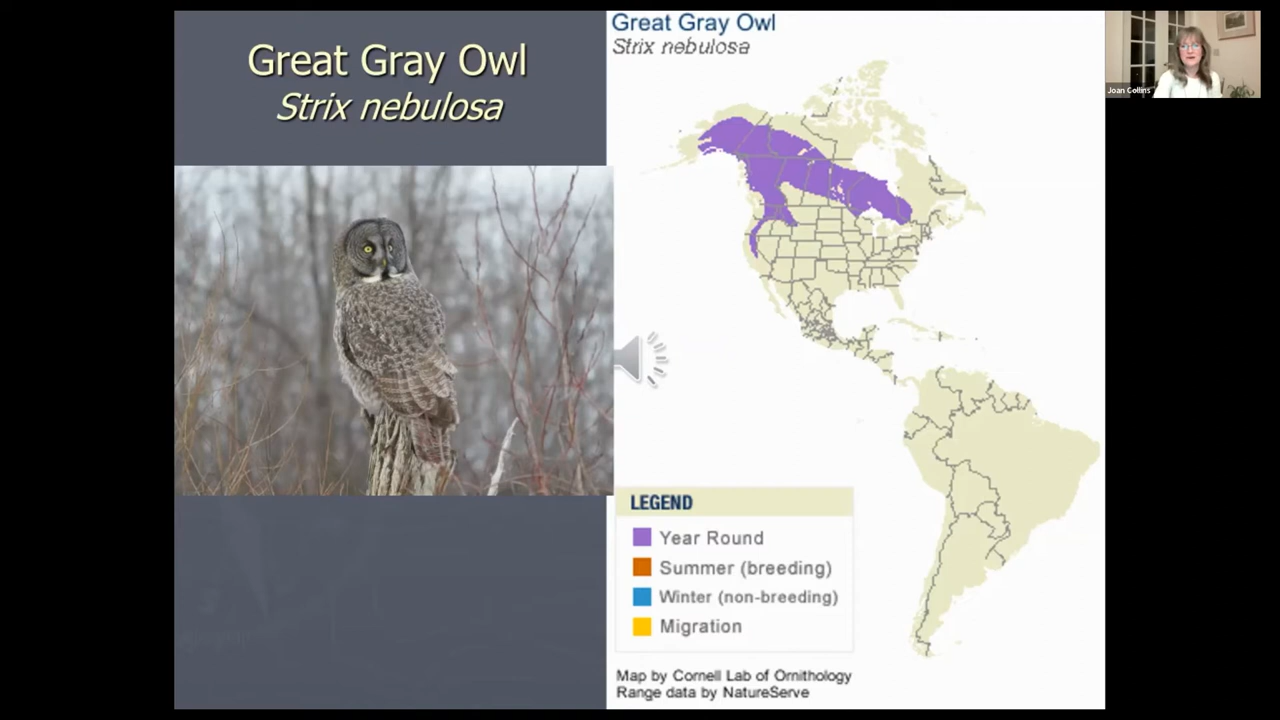 Great Gray Owl
Strix nebulosa
Great Gray Owl
Strix nebulosa
Joan Collins
LEGEND
Year Round
Summer (breeding)
Winter (non-breeding)
Migration
Map by Cornell Lab of Ornithology
Range data by NatureServe